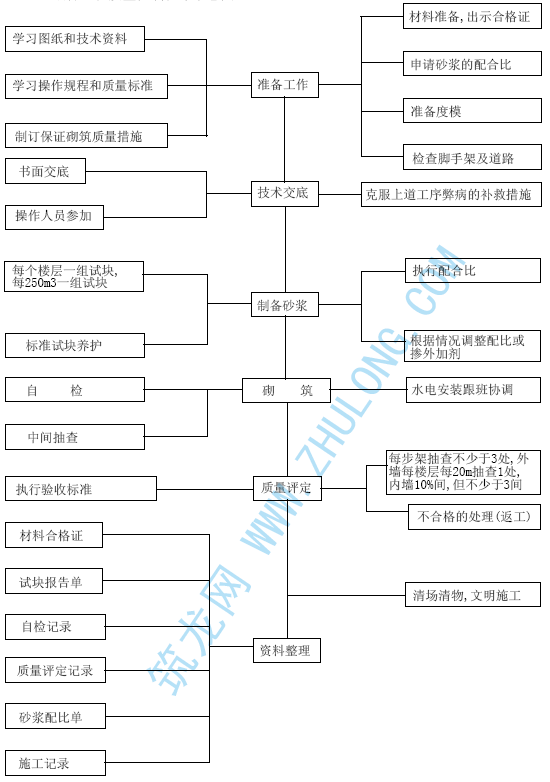 学习图纸和技术资料
学习操作规程和质量标准
制订保证砌筑质量措施
准备工作
材料准备,出示合格证
申请砂浆的配合比
准备度模
检查脚手架及道路
书面交底
操作人员参加
技术交底
克服上道工序弊病的补救措施
每个楼层一组试块,
每250m3一组试块
标准试块养护
制备砂浆
执行配合比
根据情况调整配比或
掺外加剂
自 检
中间抽查
砌 筑
水电安装跟班协调
执行验收标准
质量评定
每步架抽查不少于3处,外
墙每楼层每20m抽查1处,
内墙10%间,但不少于3间
不合格的处理(返工)
清场清物,文明施工
材料合格证
试块报告单
自检记录
质量评定记录
砂浆配比单
施工记录
资料整理
筑龙网 WWW.ZHULONG.COM